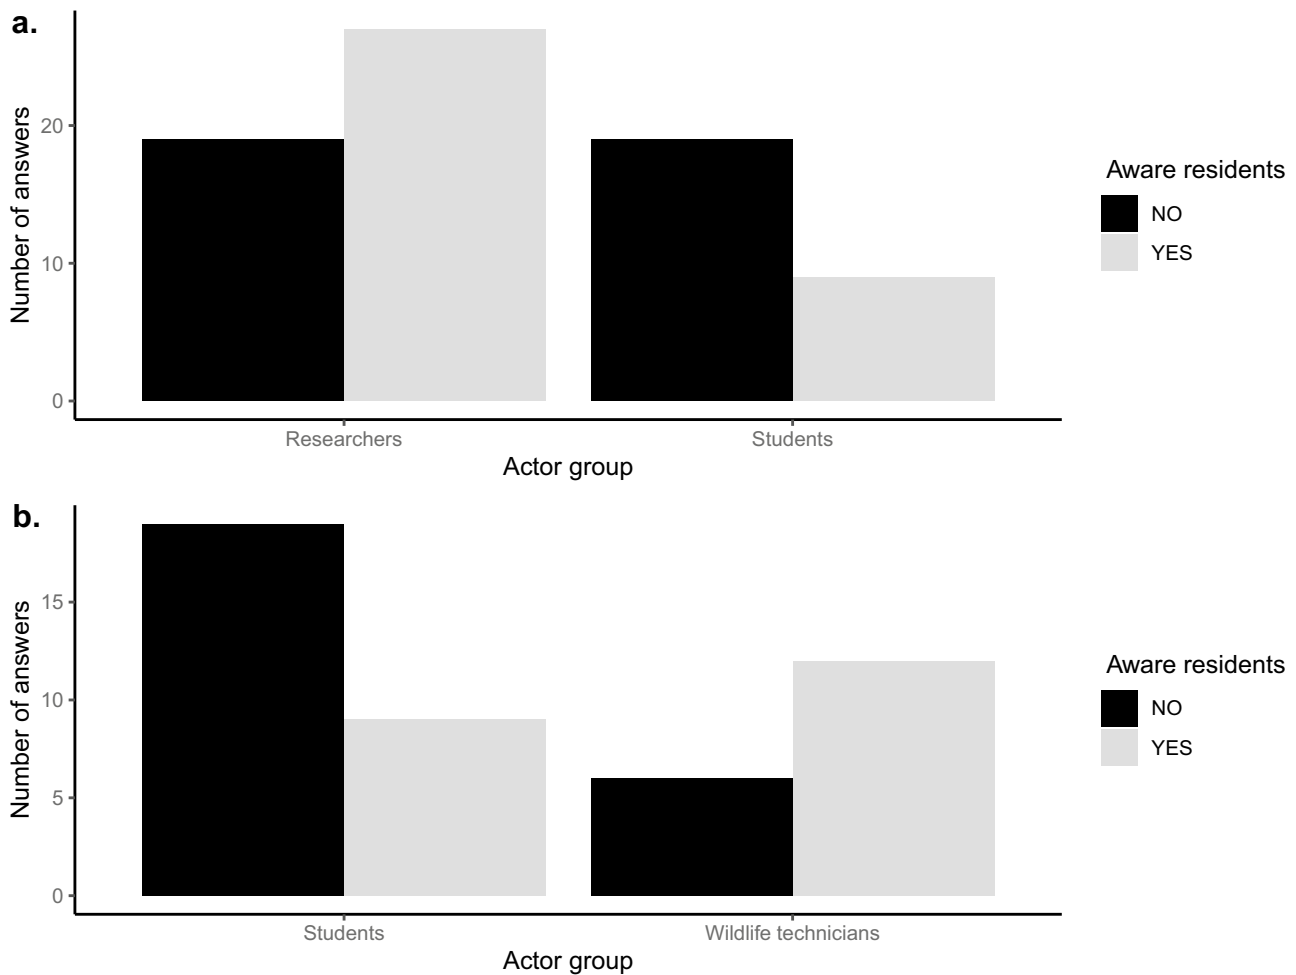 a.
Number of answers
20
10
0
Researchers
Students
Actor group
Aware residents
NO
YES
b.
Number of answers
15
10
5
0
Students
Wildlife technicians
Actor group
Aware residents
NO
YES